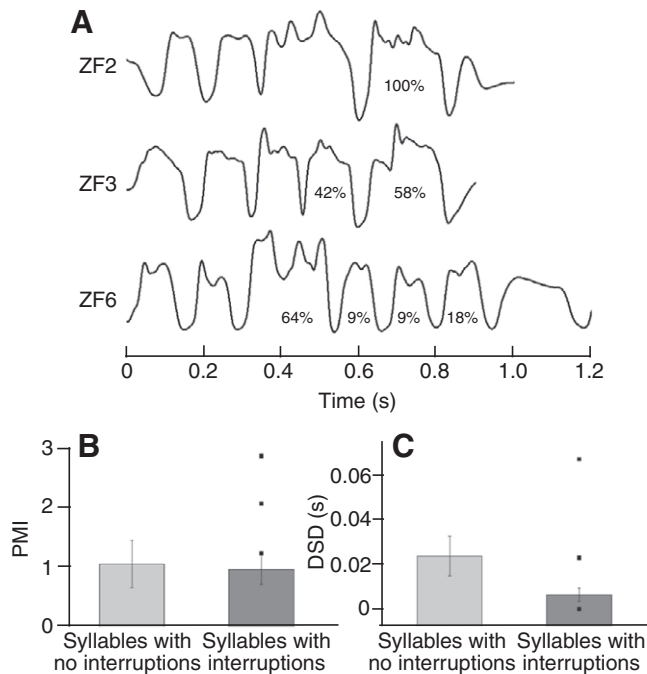 A
ZF2
100%
ZF3
42% 58%
ZF6
64% 9% 9% 18%
0 0.2 0.4 0.6 0.8 1.0 1.2
Time (s)
B
3
2
1
0
PMI
Syllables with
no interruptions
Syllables with
interruptions
C
0.06
0.04
0.02
0
DSD (s)
Syllables with
no interruptions
Syllables with
interruptions